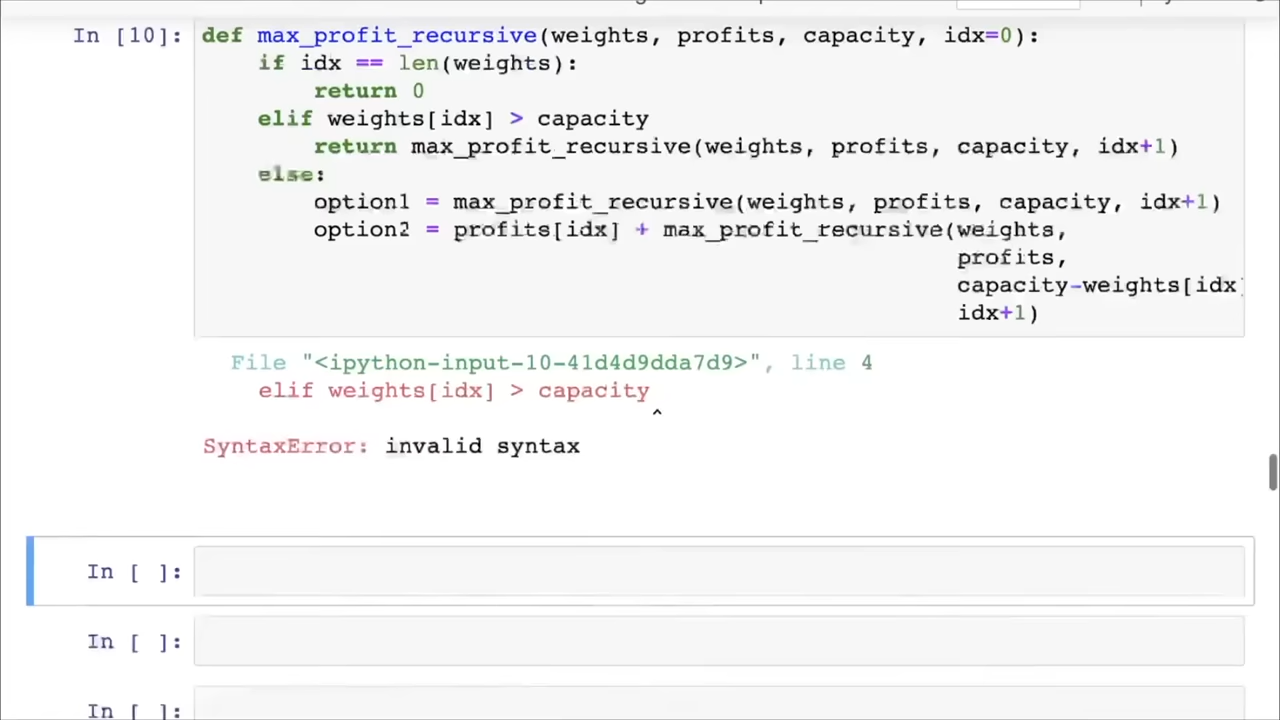 In [10]: def max_profit_recursive(weights, profits, capacity, idx=0):
if idx == len(weights):
return 0
elif weights[idx] > capacity
return max_profit_recursive(weights, profits, capacity, idx+1)
else:
option1 = max_profit_recursive(weights, profits, capacity, idx+1)
option2 = profits[idx] + max_profit_recursive(weights,
profits,
capacity-weights[idx]
idx+1)
File "<ipython-input-10-41d4d9dda7d9>", line 4
elif weights[idx] > capacity
^
SyntaxError: invalid syntax
In [ ]:
In [ ]:
In [ ]: